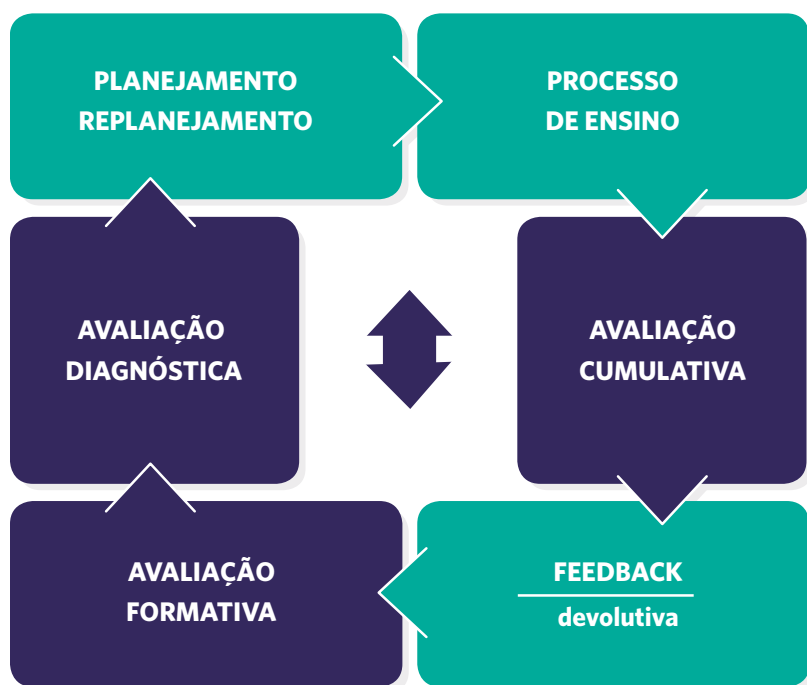 PLANEJAMENTO
REPLANEJAMENTO
PROCESSO
DE ENSINO
AVALIAÇÃO
DIAGNÓSTICA
AVALIAÇÃO
CUMULATIVA
AVALIAÇÃO
FORMATIVA
FEEDBACK
devolutiva